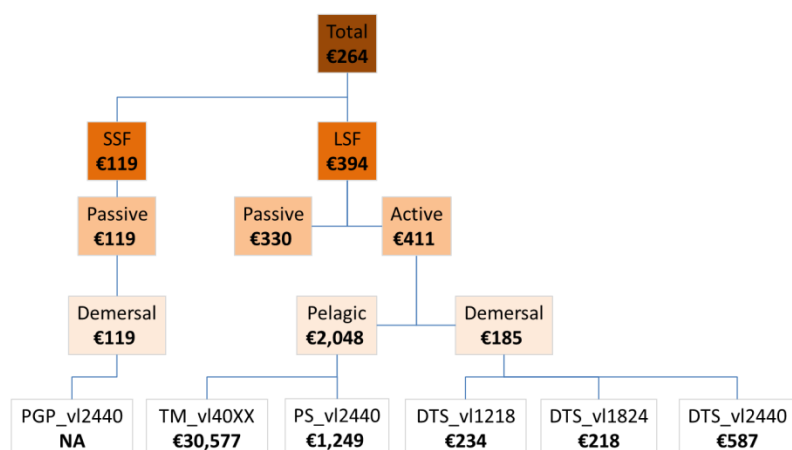 Total
€264
SSF
€119
LSF
€394
Passive
€119
Passive
€330
Active
€411
Demersal
€119
Pelagic
€2,048
Demersal
€185
PGP_vl2440
NA
TM_vl40XX
€30,577
PS_vl2440
€1,249
DTS_vl1218
€234
DTS_vl1824
€218
DTS_vl2440
€587